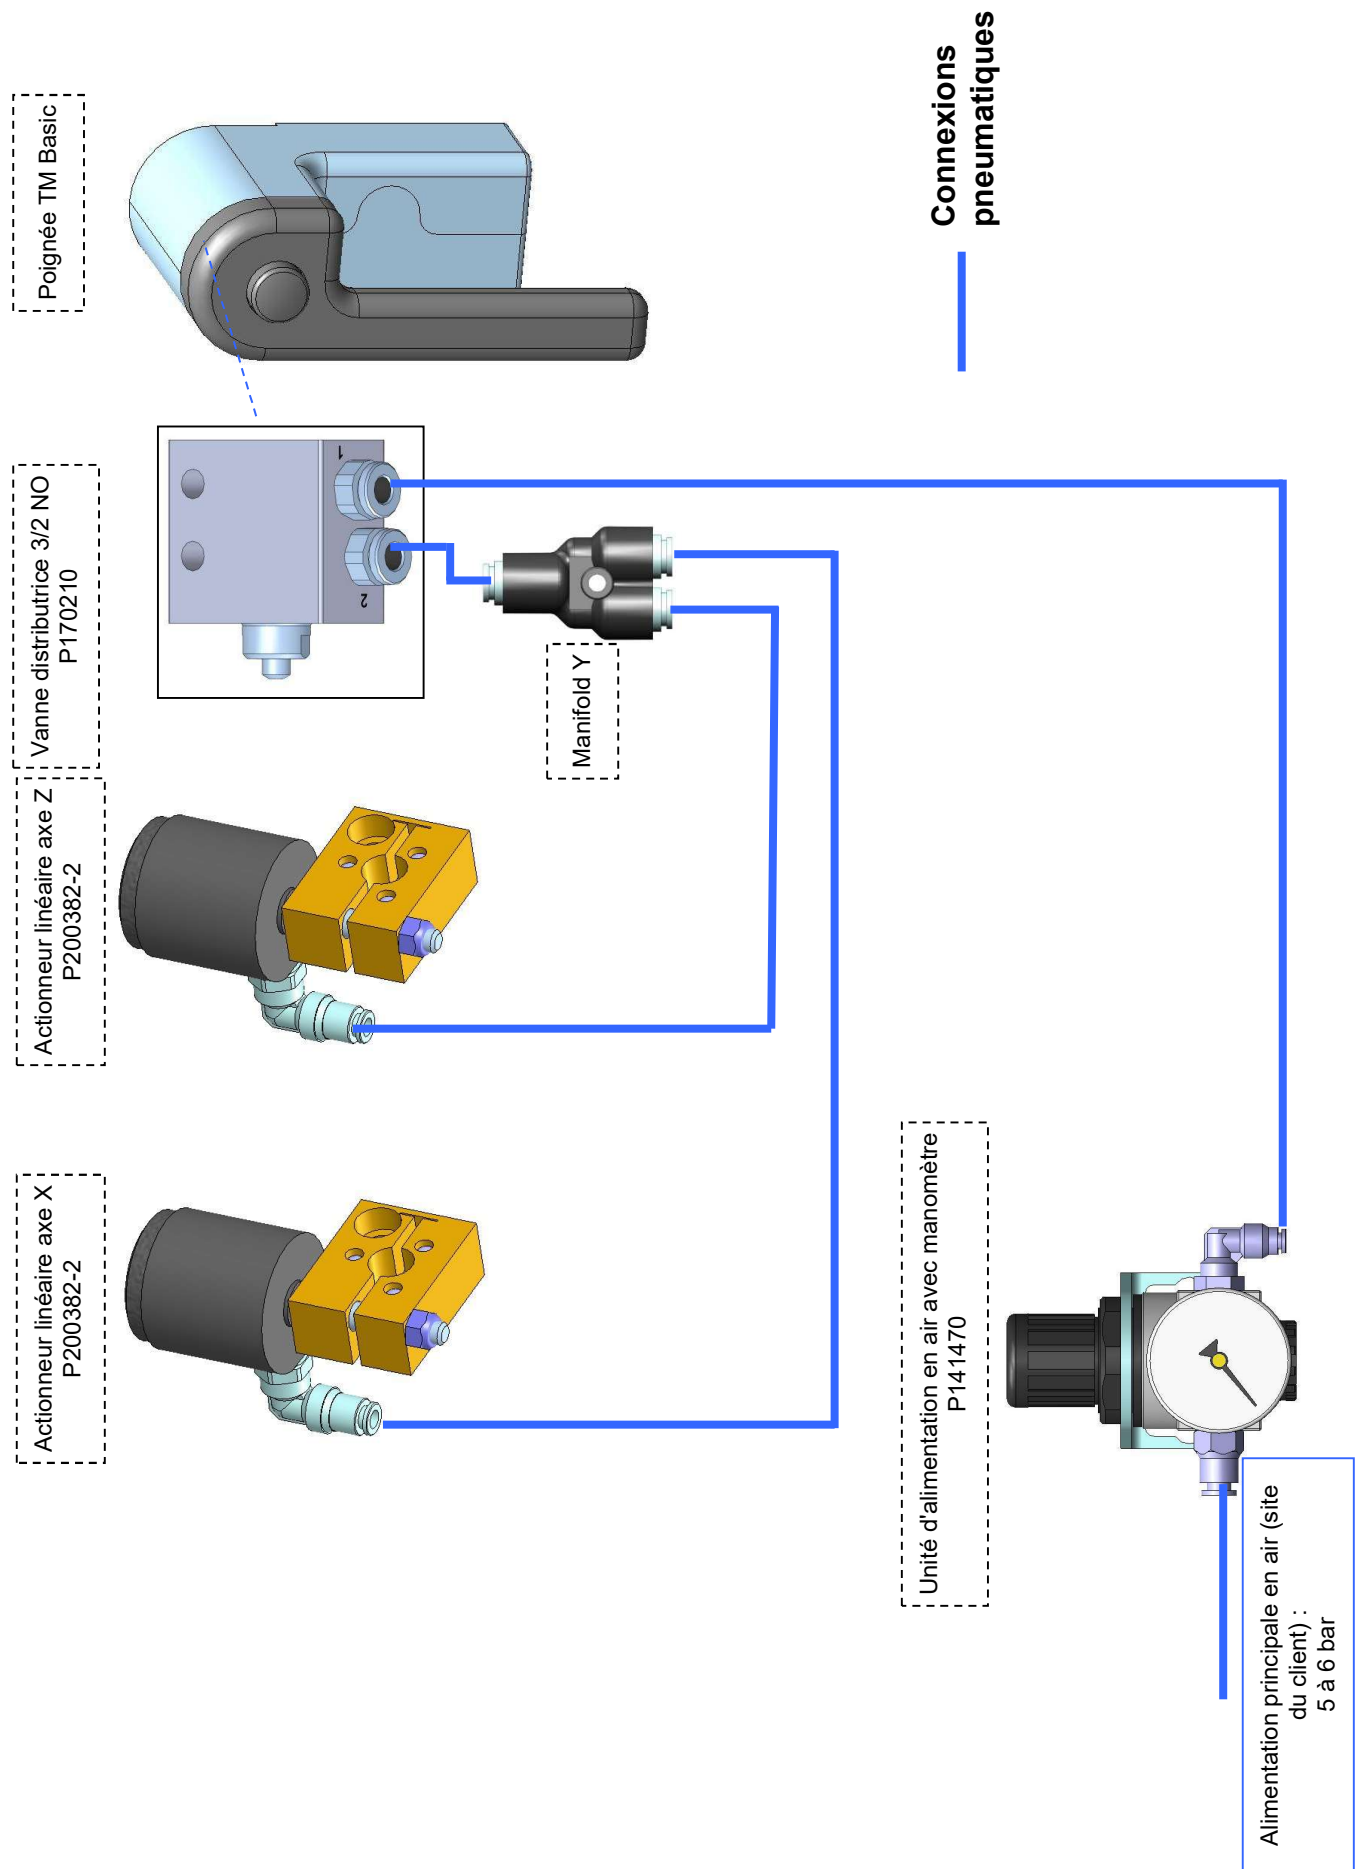 Actionneur linéaire axe X
P200382-2
Actionneur linéaire axe Z
P200382-2
Vanne distributrice 3/2 NO
P170210
Poignée TM Basic
2
1
Manifold Y
Connexions
pneumatiques
Unité d'alimentation en air avec manomètre
P141470
Alimentation principale en air (site
du client) :
5 à 6 bar